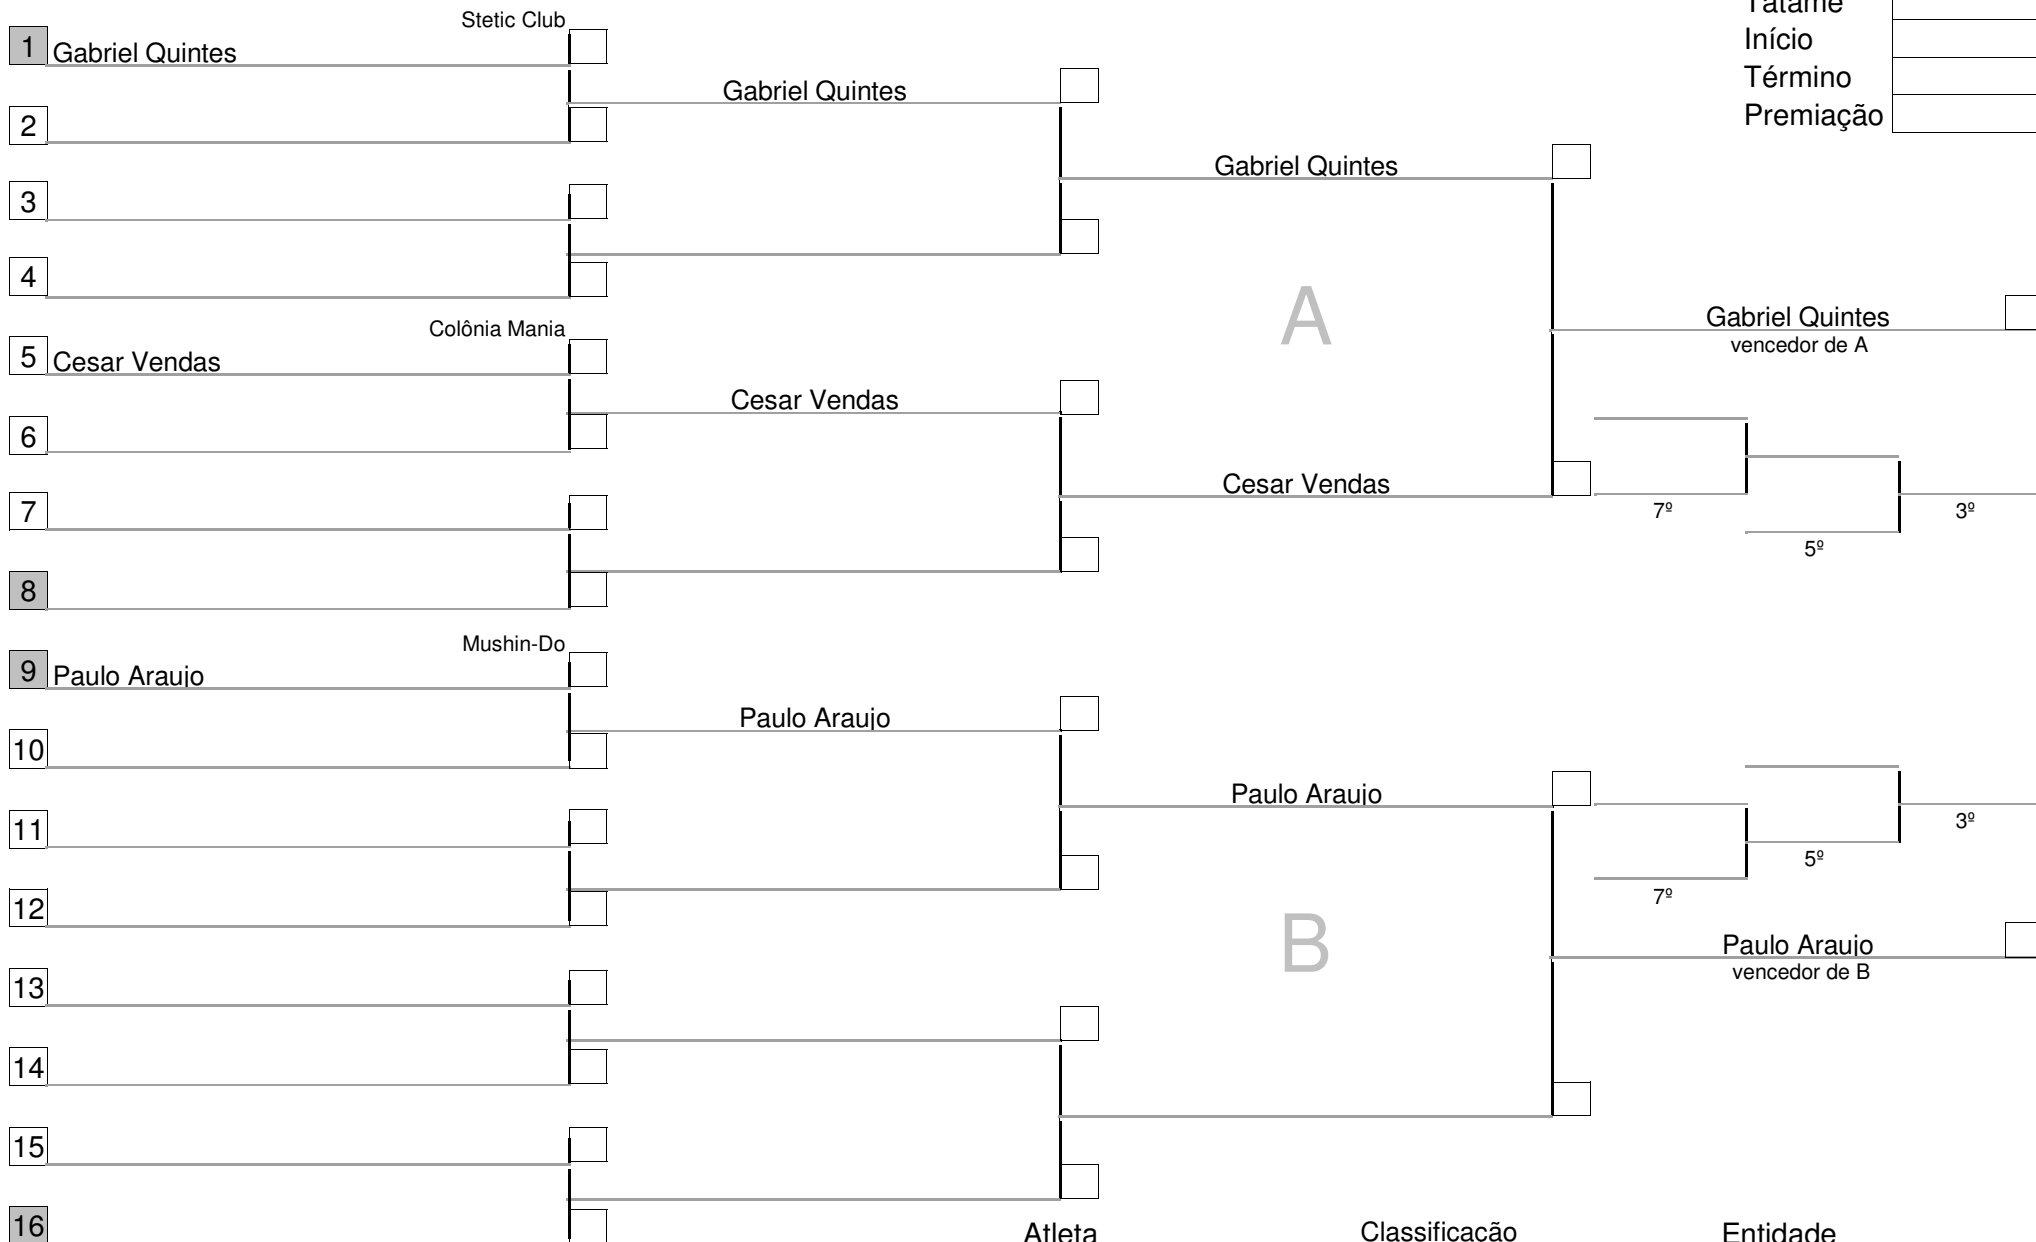 Tatame
Stetic Club
1 Gabriel Quintes
Início
Término
Gabriel Quintes
Premiação
2
Gabriel Quintes
3
4
A
Gabriel Quintes
vencedor de A
Colônia Mania
5 Cesar Vendas
Cesar Vendas
6
Cesar Vendas
7
7º
3º
5º
8
Mushin-Do
9 Paulo Araujo
Paulo Araujo
10
Paulo Araujo
11
3º
5º
7º
12
B
Paulo Araujo
vencedor de B
13
14
15
16
Atleta
Classificação
Entidade